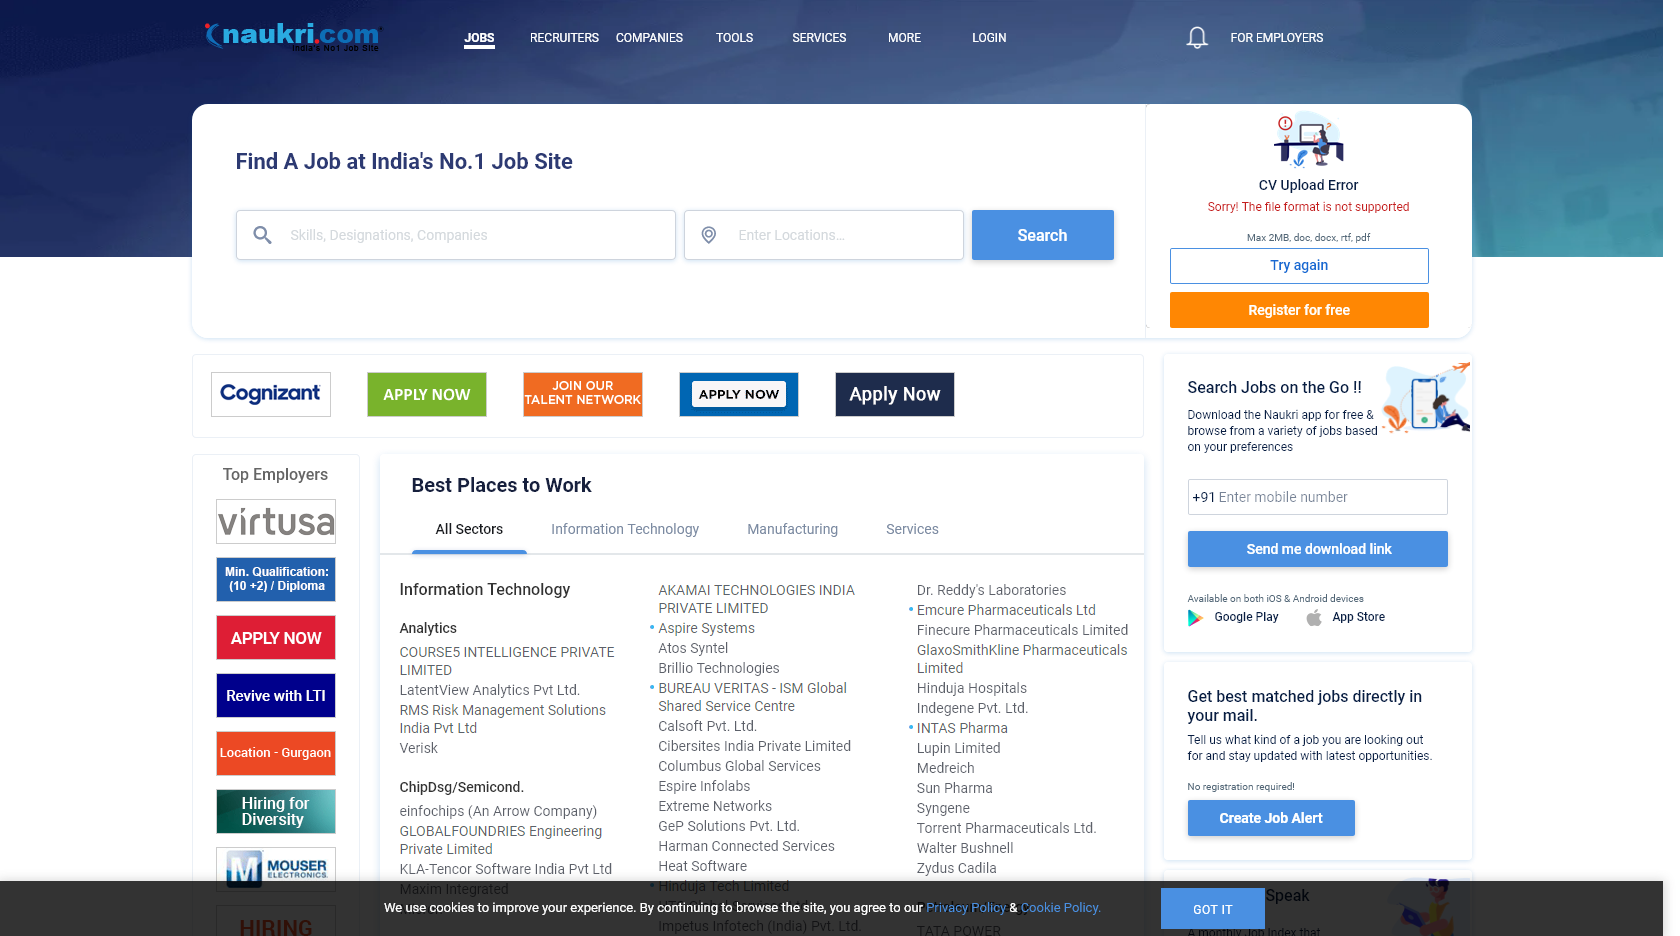 naukri.com
India's No1 Job Site
JOBS
RECRUITERS
COMPANIES
TOOLS
SERVICES
MORE
LOGIN
FOR EMPLOYERS
Find A Job at India's No.1 Job Site
Skills, Designations, Companies
Enter Locations...
Search
CV Upload Error
Sorry! The file format is not supported
Max 2MB, doc, docx, rtf, pdf
Try again
Register for free
Cognizant
APPLY NOW
JOIN OUR
TALENT NETWORK
APPLY NOW
Apply Now
Search Jobs on the Go !!
Download the Naukri app for free &
browse from a variety of jobs based
on your preferences
+91 Enter mobile number
Send me download link
Available on both iOS & Android devices
Google Play
App Store
Top Employers
virtusa
Min. Qualification:
(10 +2) / Diploma
APPLY NOW
Revive with LTI
Location - Gurgaon
Hiring for
Diversity
M MOUSER
ELECTRONICS
HIRING
Best Places to Work
All Sectors
Information Technology
Manufacturing
Services
Information Technology
Analytics
COURSE5 INTELLIGENCE PRIVATE
LIMITED
LatentView Analytics Pvt Ltd.
RMS Risk Management Solutions
India Pvt Ltd
Verisk
ChipDsg/Semicond.
einfochips (An Arrow Company)
GLOBALFOUNDRIES Engineering
Private Limited
KLA-Tencor Software India Pvt Ltd
Maxim Integrated
AKAMAI TECHNOLOGIES INDIA
PRIVATE LIMITED
Aspire Systems
Atos Syntel
Brillio Technologies
BUREAU VERITAS - ISM Global
Shared Service Centre
Calsoft Pvt. Ltd.
Cibersites India Private Limited
Columbus Global Services
Espire Infolabs
Extreme Networks
GeP Solutions Pvt. Ltd.
Harman Connected Services
Heat Software
Hinduja Tech Limited
Impetus Infotech (India) Pvt. Ltd.
Dr. Reddy's Laboratories
Emcure Pharmaceuticals Ltd
Finecure Pharmaceuticals Limited
GlaxoSmithKline Pharmaceuticals
Limited
Hinduja Hospitals
Indegene Pvt. Ltd.
INTAS Pharma
Lupin Limited
Medreich
Sun Pharma
Syngene
Torrent Pharmaceuticals Ltd.
Walter Bushnell
Zydus Cadila
TATA POWER
Get best matched jobs directly in
your mail.
Tell us what kind of a job you are looking out
for and stay updated with latest opportunities.
No registration required!
Create Job Alert
Speak
A monthly Job Index that
We use cookies to improve your experience. By continuing to browse the site, you agree to our Privacy Policy & Cookie Policy.
GOT IT